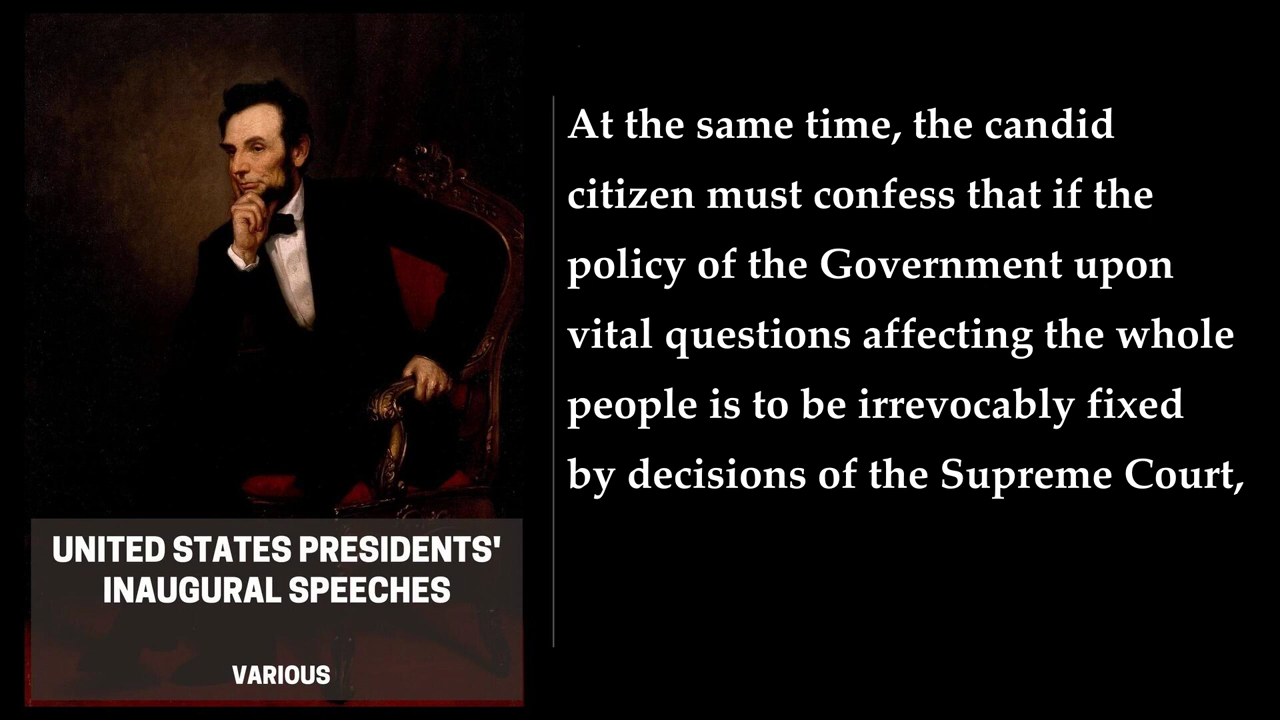 At the same time, the candid
citizen must confess that if the
policy of the Government upon
vital questions affecting the whole
people is to be irrevocably fixed
by decisions of the Supreme Court,
UNITED STATES PRESIDENTS'
INAUGURAL SPEECHES
VARIOUS